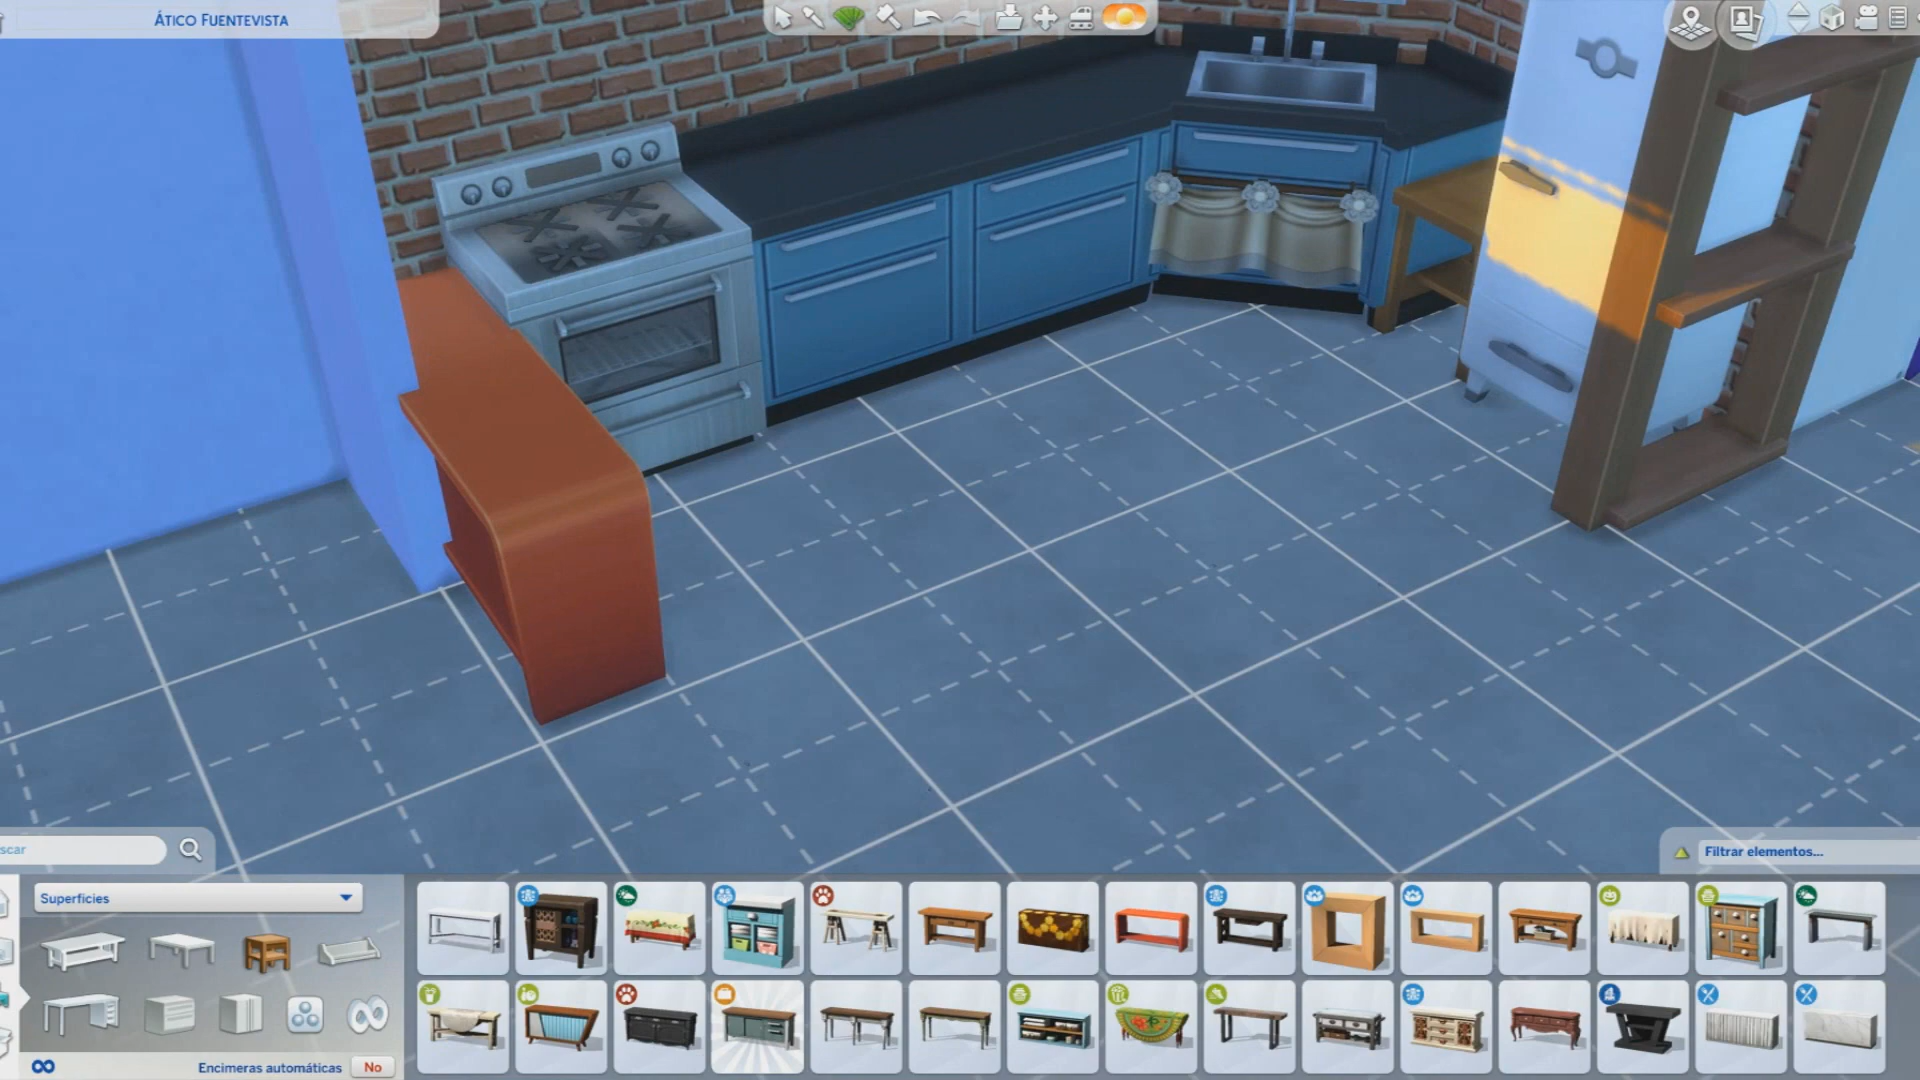 Ático Fuentevista
scar
Filtrar elementos...
Superficies
Encimeras automáticas No